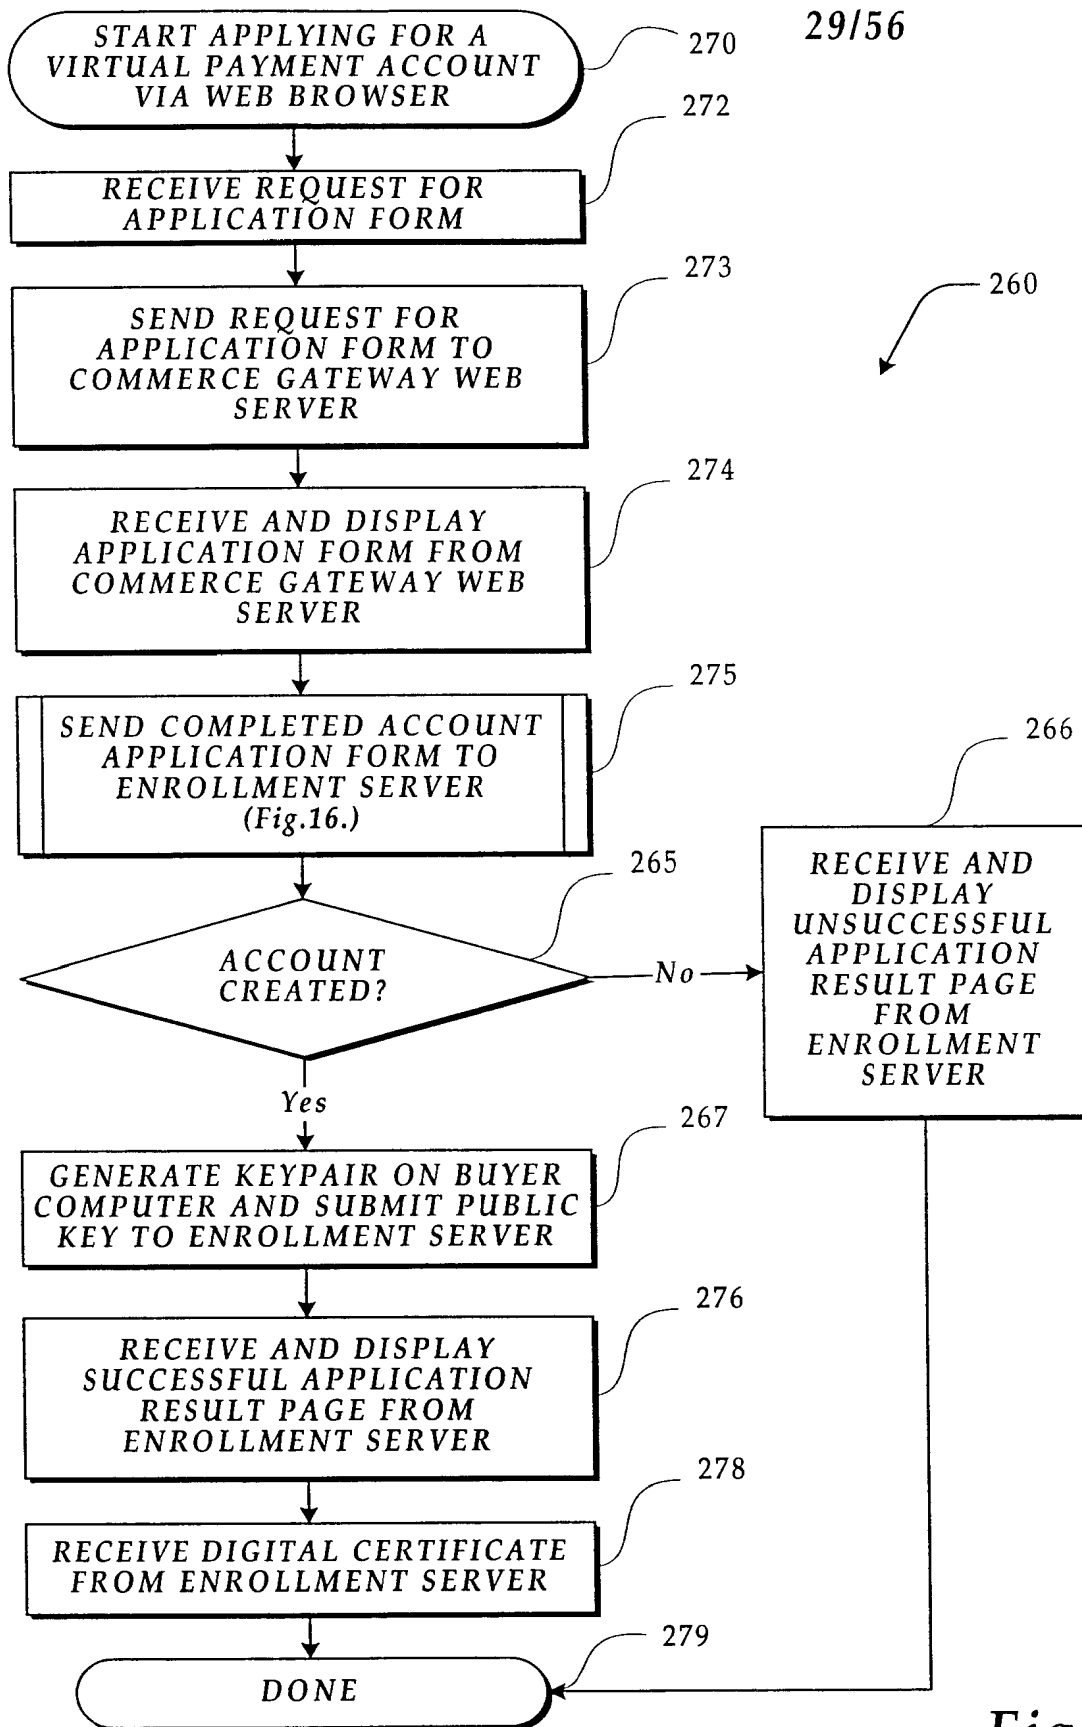 29/56
START APPLYING FOR A
VIRTUAL PAYMENT ACCOUNT
VIA WEB BROWSER
270
272
RECEIVE REQUEST FOR
APPLICATION FORM
273
260
SEND REQUEST FOR
APPLICATION FORM TO
COMMERCE GATEWAY WEB
SERVER
274
RECEIVE AND DISPLAY
APPLICATION FORM FROM
COMMERCE GATEWAY WEB
SERVER
275
SEND COMPLETED ACCOUNT
APPLICATION FORM TO
ENROLLMENT SERVER
(Fig.16.)
266
265
RECEIVE AND
DISPLAY
UNSUCCESSFUL
APPLICATION
RESULT PAGE
FROM
ENROLLMENT
SERVER
ACCOUNT
CREATED?
No
Yes
267
GENERATE KEYPAIR ON BUYER
COMPUTER AND SUBMIT PUBLIC
KEY TO ENROLLMENT SERVER
276
RECEIVE AND DISPLAY
SUCCESSFUL APPLICATION
RESULT PAGE FROM
ENROLLMENT SERVER
278
RECEIVE DIGITAL CERTIFICATE
FROM ENROLLMENT SERVER
279
DONE